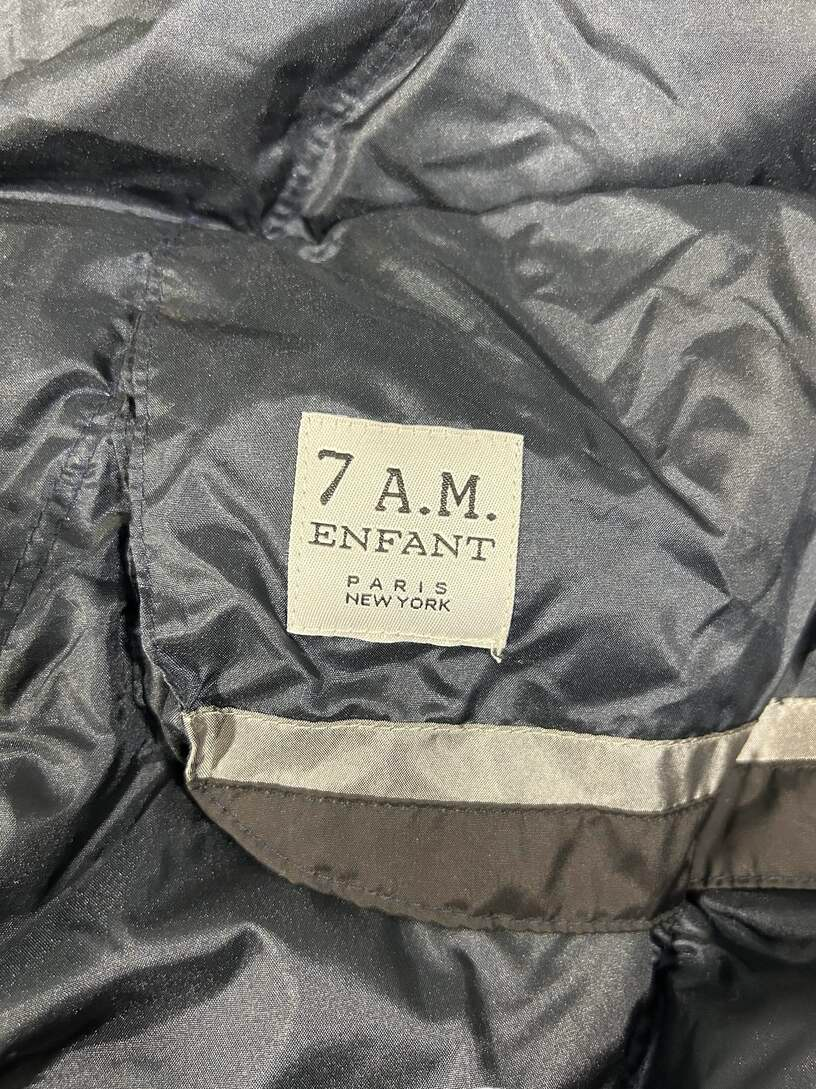 7 A.M.
ENFANT
PARIS
NEW YORK